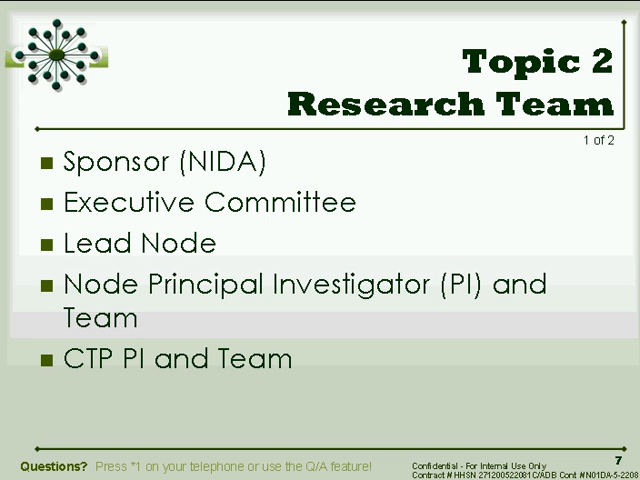 Topic 2
Research Team
1 of 2
Sponsor (NIDA)
Executive Committee
Lead Node
Node Principal Investigator (PI) and
Team
CTP PI and Team
7
Questions? Press *1 on your telephone or use the Q/A feature!
Confidential - For Internal Use Only
Contract # HHSN 271200522081C/ADB Cont #N01DA-5-2208